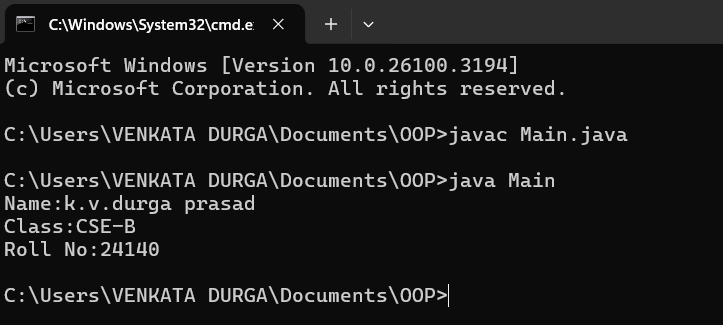 C:\Windows\System32\cmd.e
Microsoft Windows [Version 10.0.26100.3194]
(c) Microsoft Corporation. All rights reserved.
C:\Users\VENKATA DURGA\Documents\OOP>javac Main.java
C:\Users\VENKATA DURGA\Documents\OOP>java Main
Name:k.v.durga prasad
Class:CSE-B
Roll No:24140
C:\Users\VENKATA DURGA\Documents\OOP>